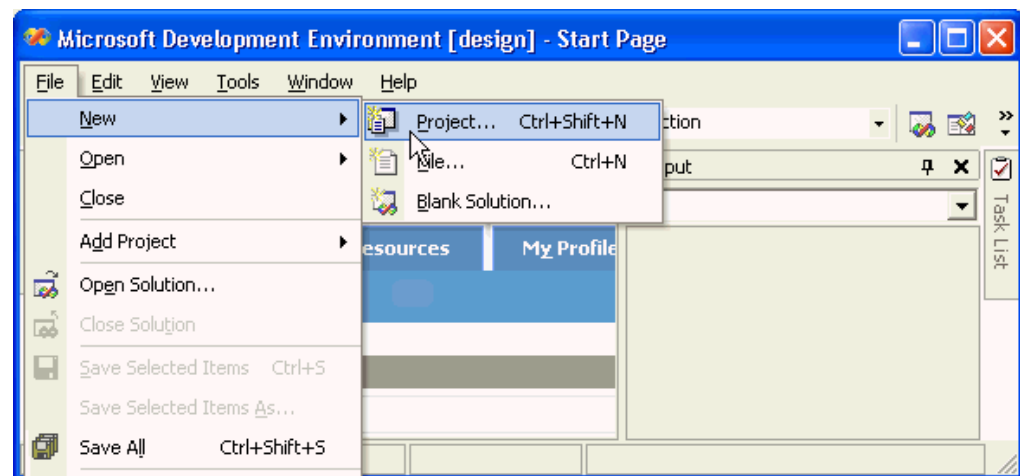 Microsoft Development Environment [design] - Start Page
File Edit View Tools Window Help
New
Project... Ctrl+Shift+N
ction
Open
File... Ctrl+N
put
Close
Blank Solution...
Task List
Add Project
esources
My Profile
Open Solution...
Close Solution
Save Selected Items Ctrl+S
Save Selected Items As...
Save All Ctrl+Shift+S